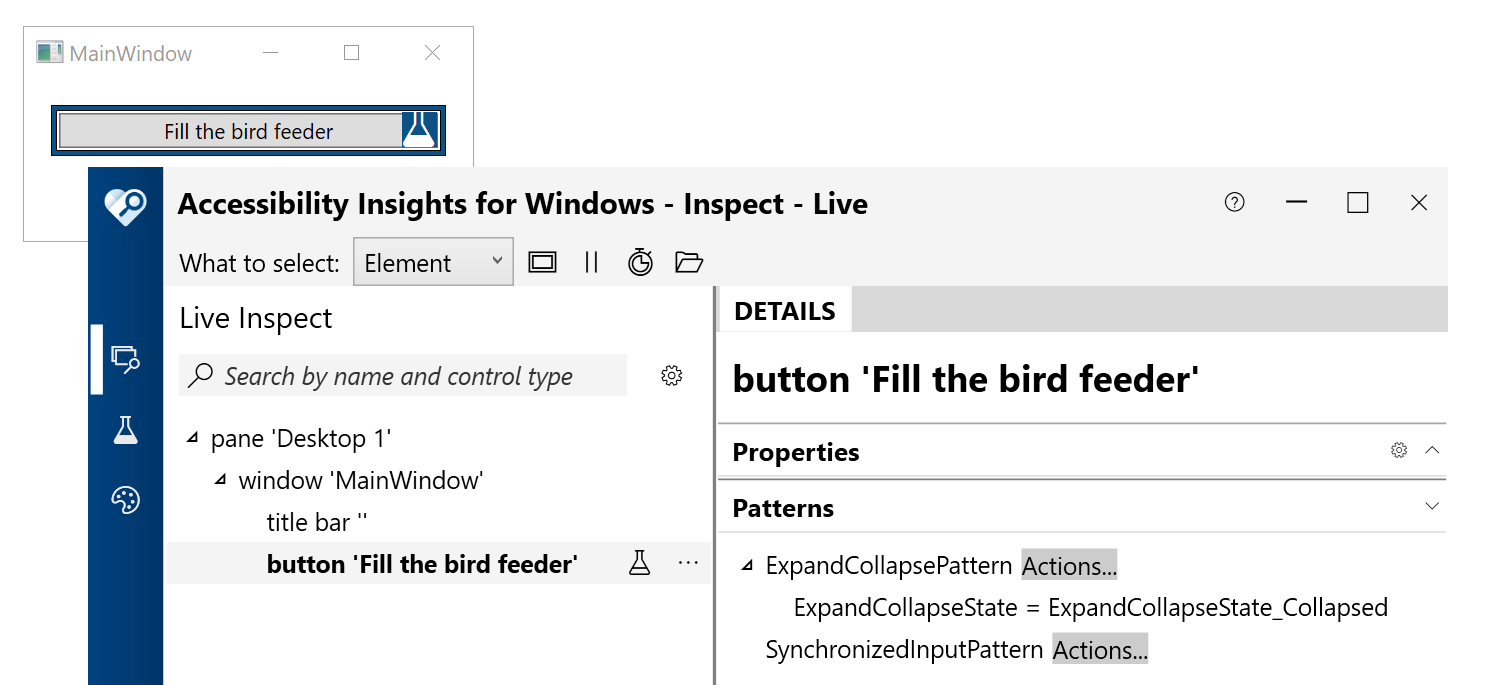 MainWindow
Fill the bird feeder
Accessibility Insights for Windows - Inspect - Live
What to select: Element
Live Inspect
Search by name and control type
pane 'Desktop 1'
window 'MainWindow'
title bar ''
button 'Fill the bird feeder'
DETAILS
button 'Fill the bird feeder'
Properties
Patterns
ExpandCollapsePattern Actions...
ExpandCollapseState = ExpandCollapseState_Collapsed
SynchronizedInputPattern Actions...